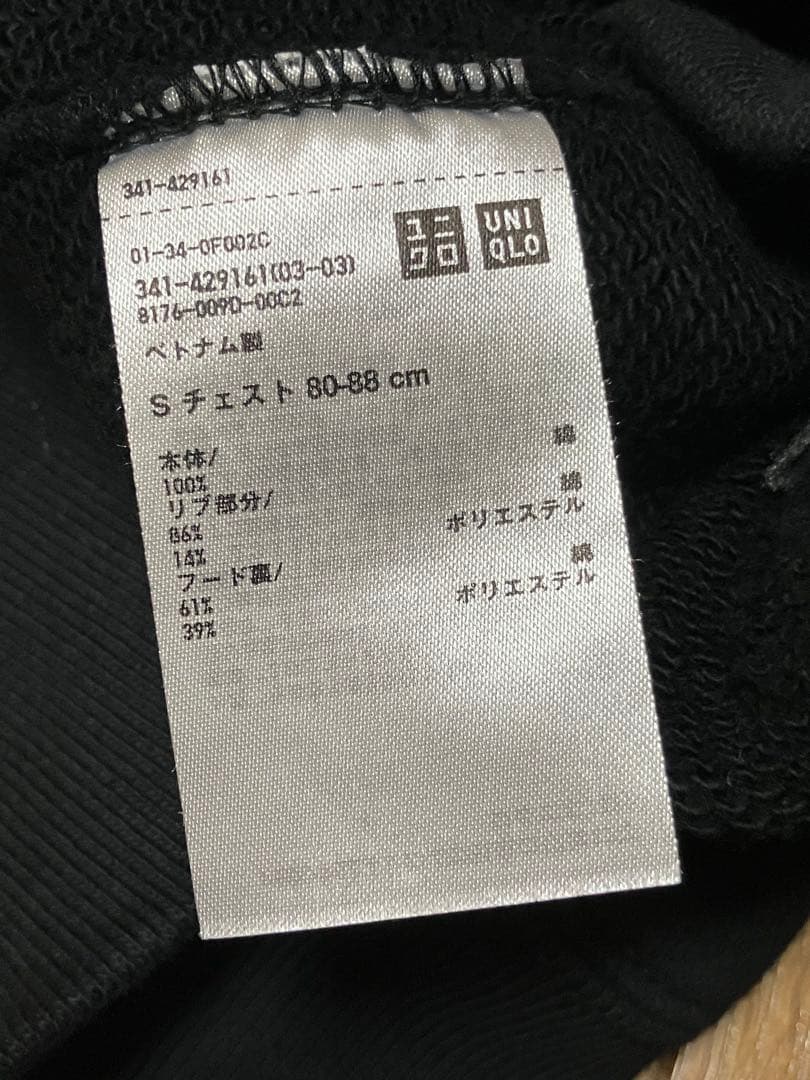 341-429161
01-34-0F002C
ユニ
クロ
UNI
QLO
341-429161(03-03)
8176-009D-00C2
ベトナム製
S チェスト 80-88 cm
本体/
綿
100%
リブ部分/
綿
86%
ポリエステル
14%
フード裏/
綿
61%
ポリエステル
39%